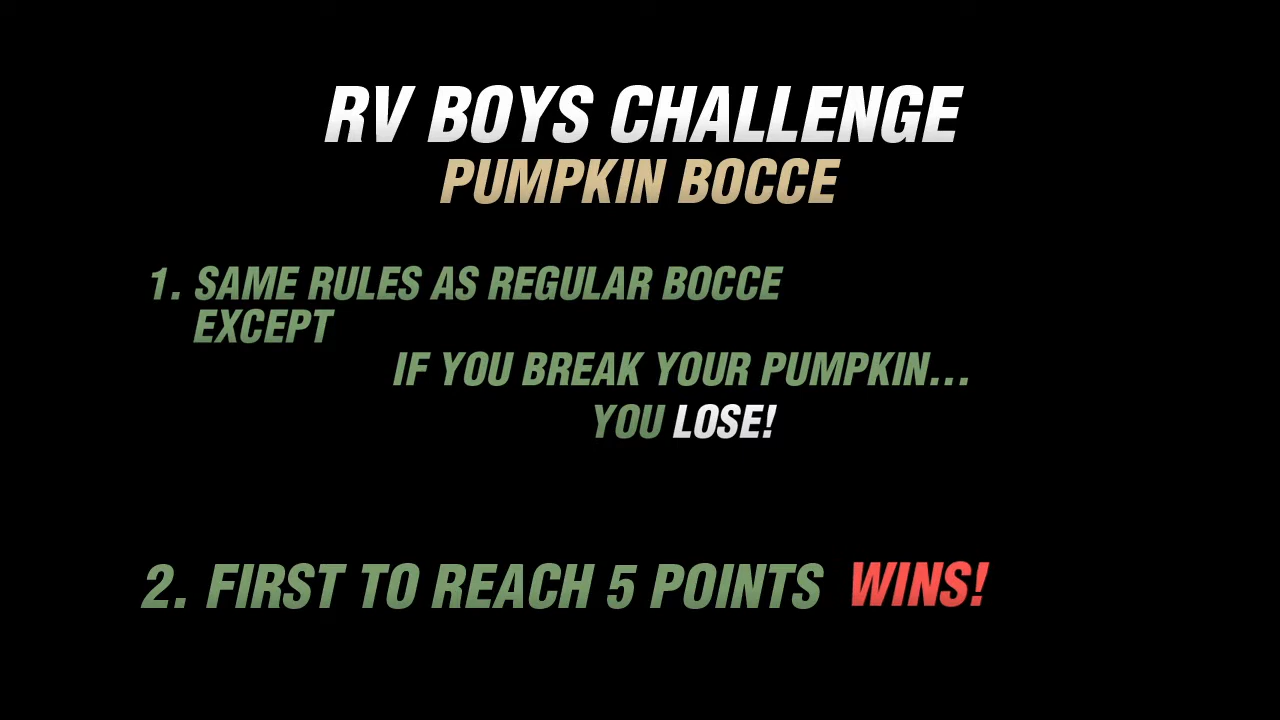 RV BOYS CHALLENGE
PUMPKIN BOCCE
1. SAME RULES AS REGULAR BOCCE
EXCEPT
IF YOU BREAK YOUR PUMPKIN...
YOU LOSE!
2. FIRST TO REACH 5 POINTS WINS!